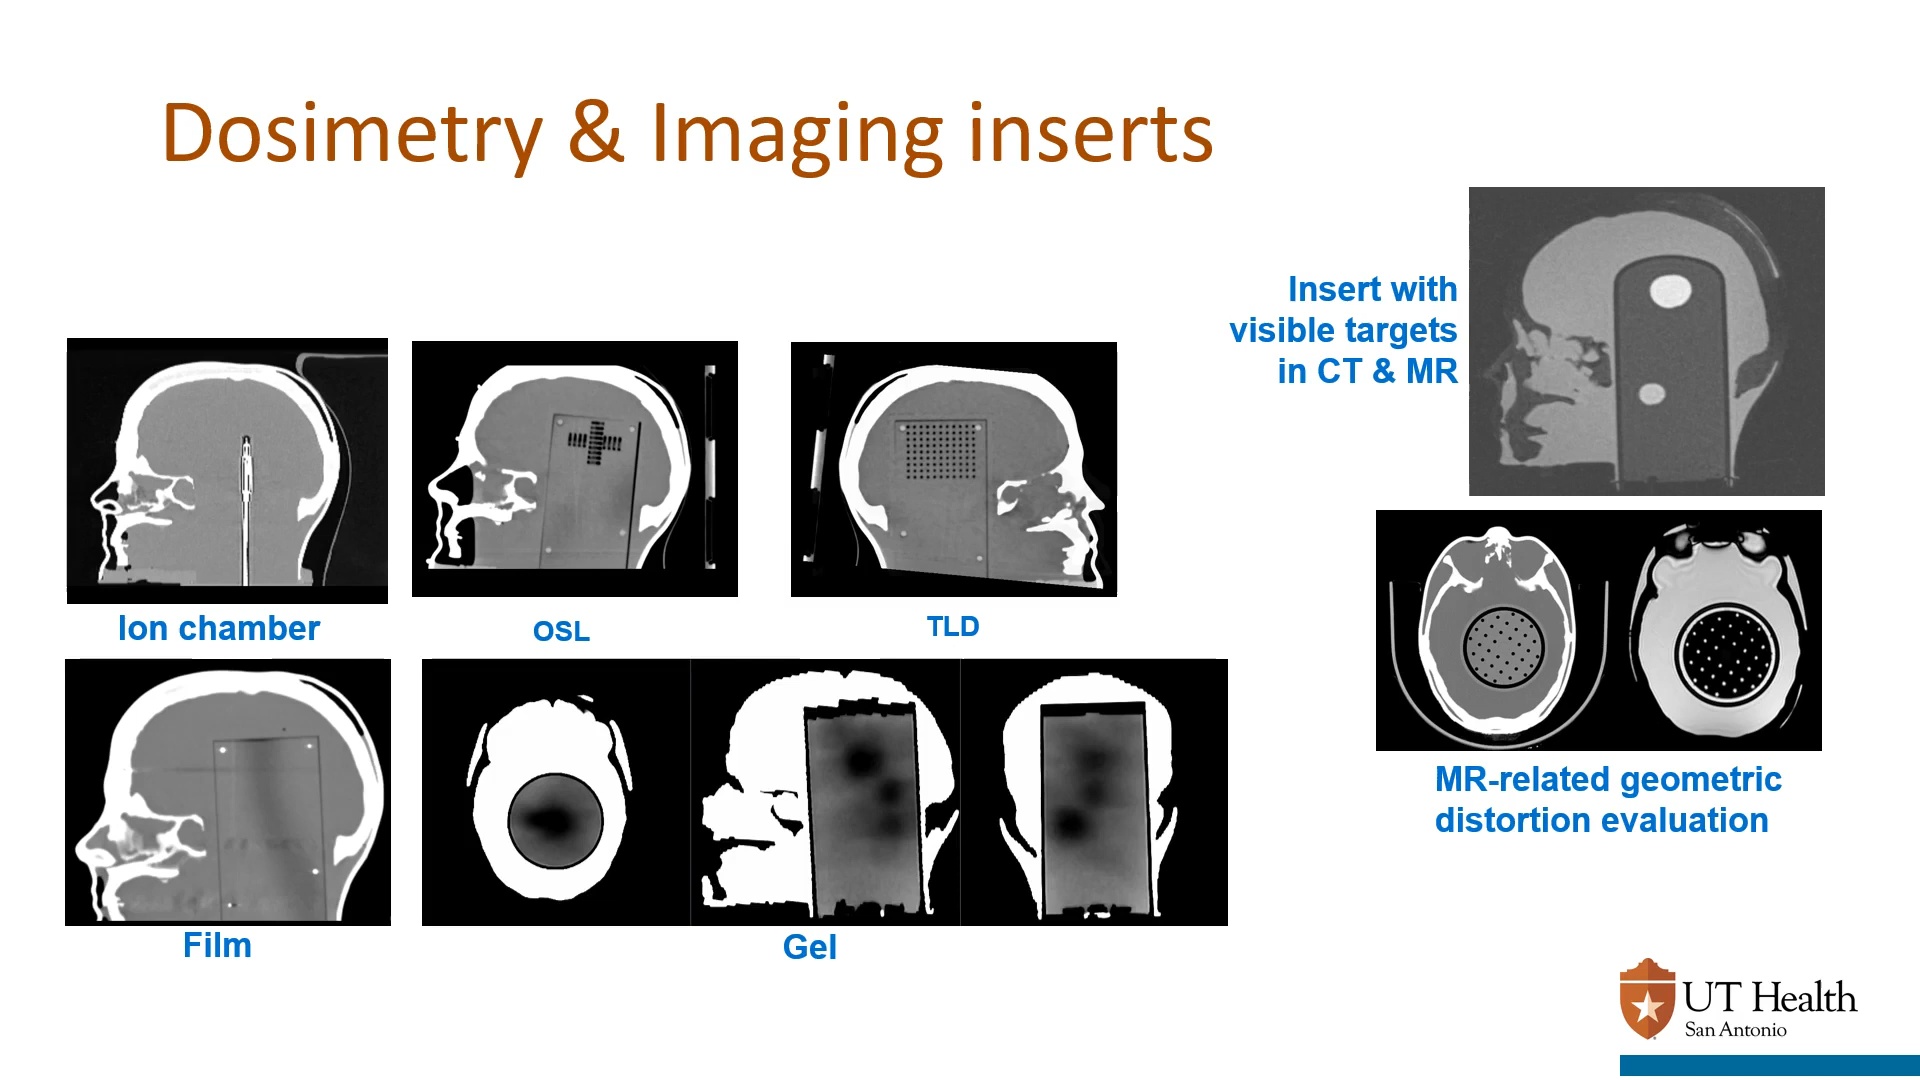 Dosimetry & Imaging inserts
Insert with
visible targets
in CT & MR
Ion chamber
OSL
TLD
Film
Gel
MR-related geometric
distortion evaluation
UT Health
San Antonio